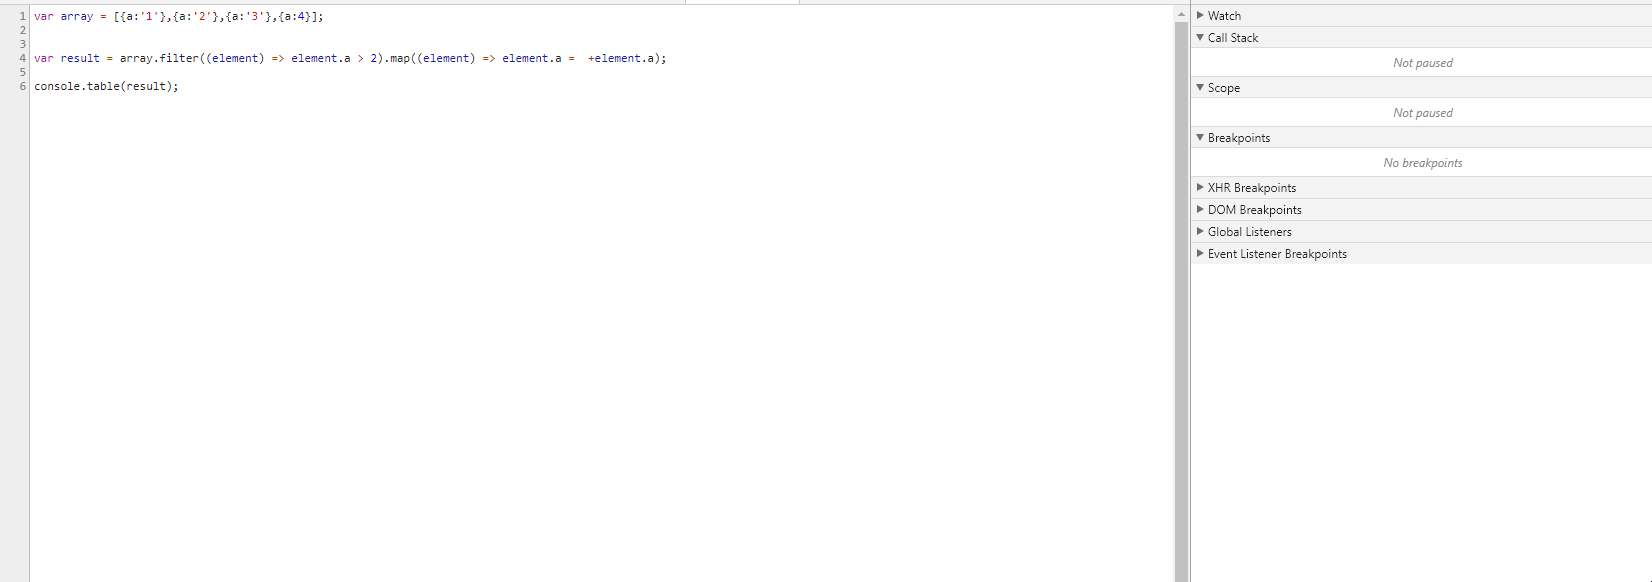 1 var array = [{a:'1'},{a:'2'},{a:'3'},{a:4}];
2
3
4 var result = array.filter((element) => element.a > 2).map((element) => element.a =  +element.a);
5
6 console.table(result);
Watch
Call Stack
Not paused
Scope
Not paused
Breakpoints
No breakpoints
XHR Breakpoints
DOM Breakpoints
Global Listeners
Event Listener Breakpoints